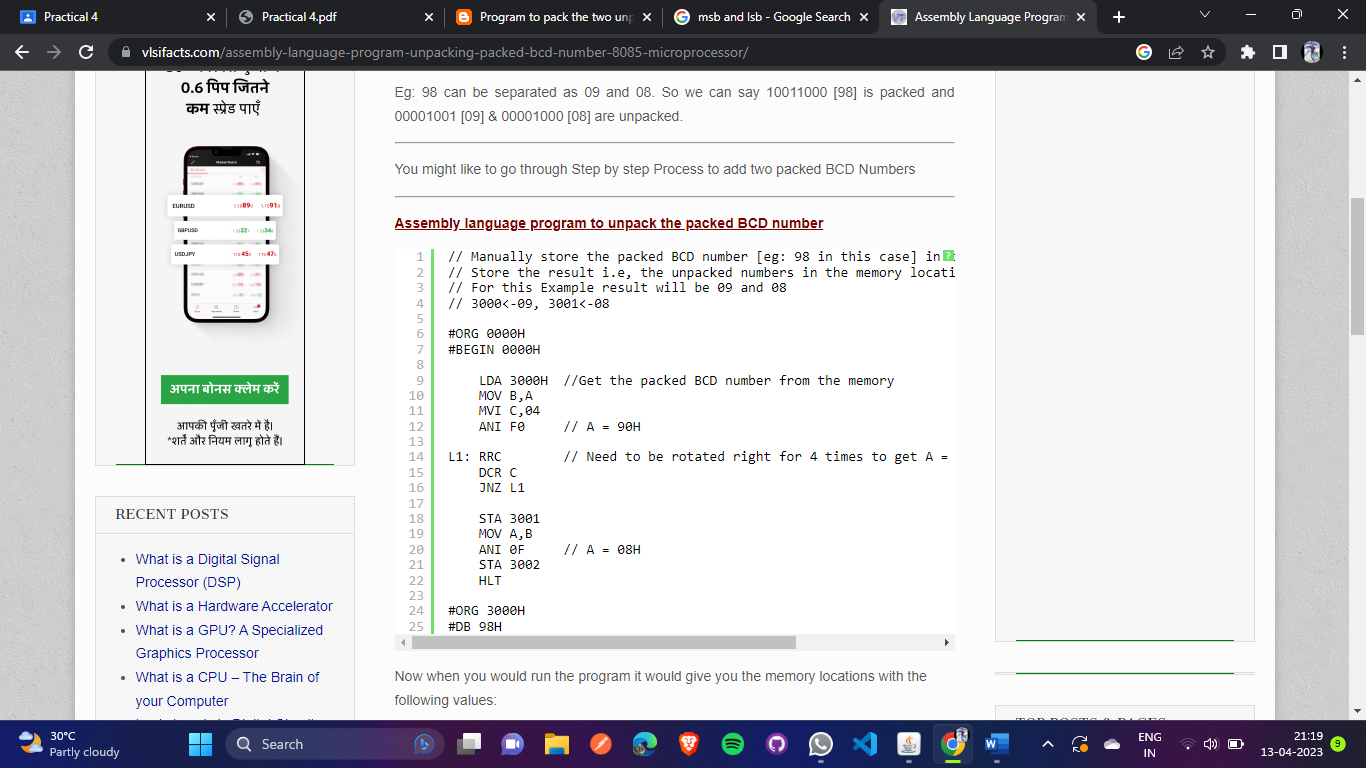 Practical 4
Practical 4.pdf
Program to pack the two unp
msb and lsb - Google Search
Assembly Language Program
vlsifacts.com/assembly-language-program-unpacking-packed-bcd-number-8085-microprocessor/
0.6 पिप जितने
कम स्प्रेड पाएँ
Market Watch
EURUSD
GBPUSD
USDJPY
अपना बोनस क्लेम करें
आपकी पूँजी खतरे में है।
*शर्तें और नियम लागू होते हैं।
RECENT POSTS
What is a Digital Signal
Processor (DSP)
What is a Hardware Accelerator
What is a GPU? A Specialized
Graphics Processor
What is a CPU – The Brain of
your Computer
Eg: 98 can be separated as 09 and 08. So we can say 10011000 [98] is packed and
00001001 [09] & 00001000 [08] are unpacked.
You might like to go through Step by step Process to add two packed BCD Numbers
Assembly language program to unpack the packed BCD number
1 // Manually store the packed BCD number [eg: 98 in this case] in
2 // Store the result i.e, the unpacked numbers in the memory locati
3 // For this Example result will be 09 and 08
4 // 3000<-09, 3001<-08
5
6 #ORG 0000H
7 #BEGIN 0000H
8
9 LDA 3000H //Get the packed BCD number from the memory
10 MOV B,A
11 MVI C,04
12 ANI F0 // A = 90H
13
14 L1: RRC // Need to be rotated right for 4 times to get A =
15 DCR C
16 JNZ L1
17
18 STA 3001
19 MOV A,B
20 ANI 0F // A = 08H
21 STA 3002
22 HLT
23
24 #ORG 3000H
25 #DB 98H
Now when you would run the program it would give you the memory locations with the
following values:
30°C
Partly cloudy
Search
ENG
IN
21:19
13-04-2023
9